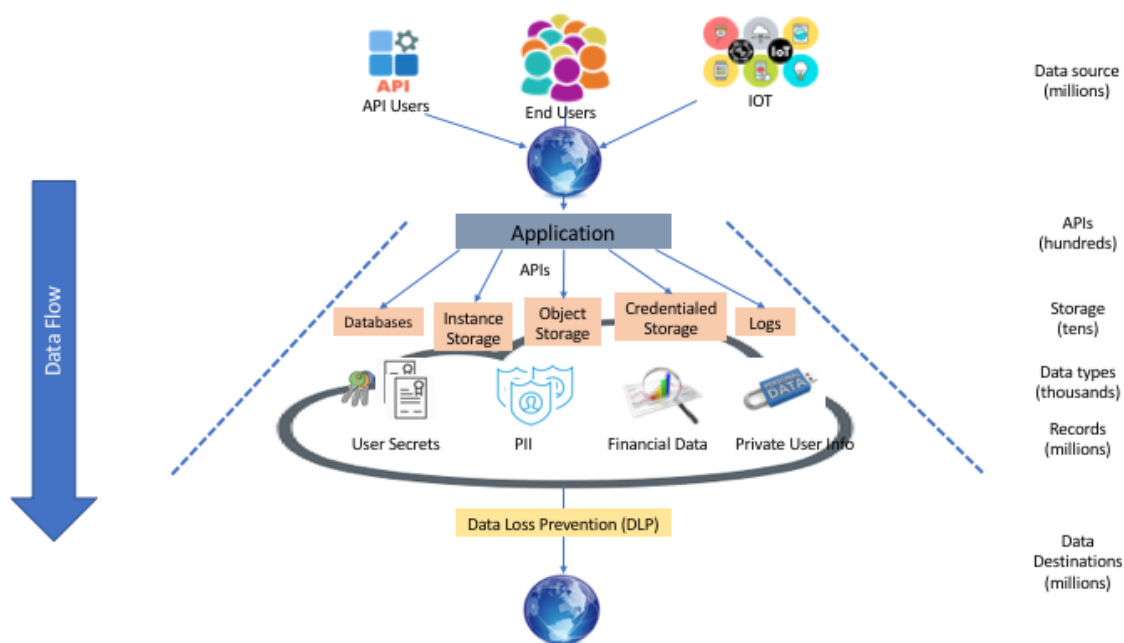 API
IoT
API Users
End Users
IOT
Data source
(millions)
Data Flow
Application
APIs
(hundreds)
APIs
Databases
Instance
Storage
Object
Storage
Credentialed
Storage
Logs
Storage
(tens)
PERSONAL
DATA
Data types
(thousands)
User Secrets
PII
Financial Data
Private User Info
Records
(millions)
Data Loss Prevention (DLP)
Data
Destinations
(millions)